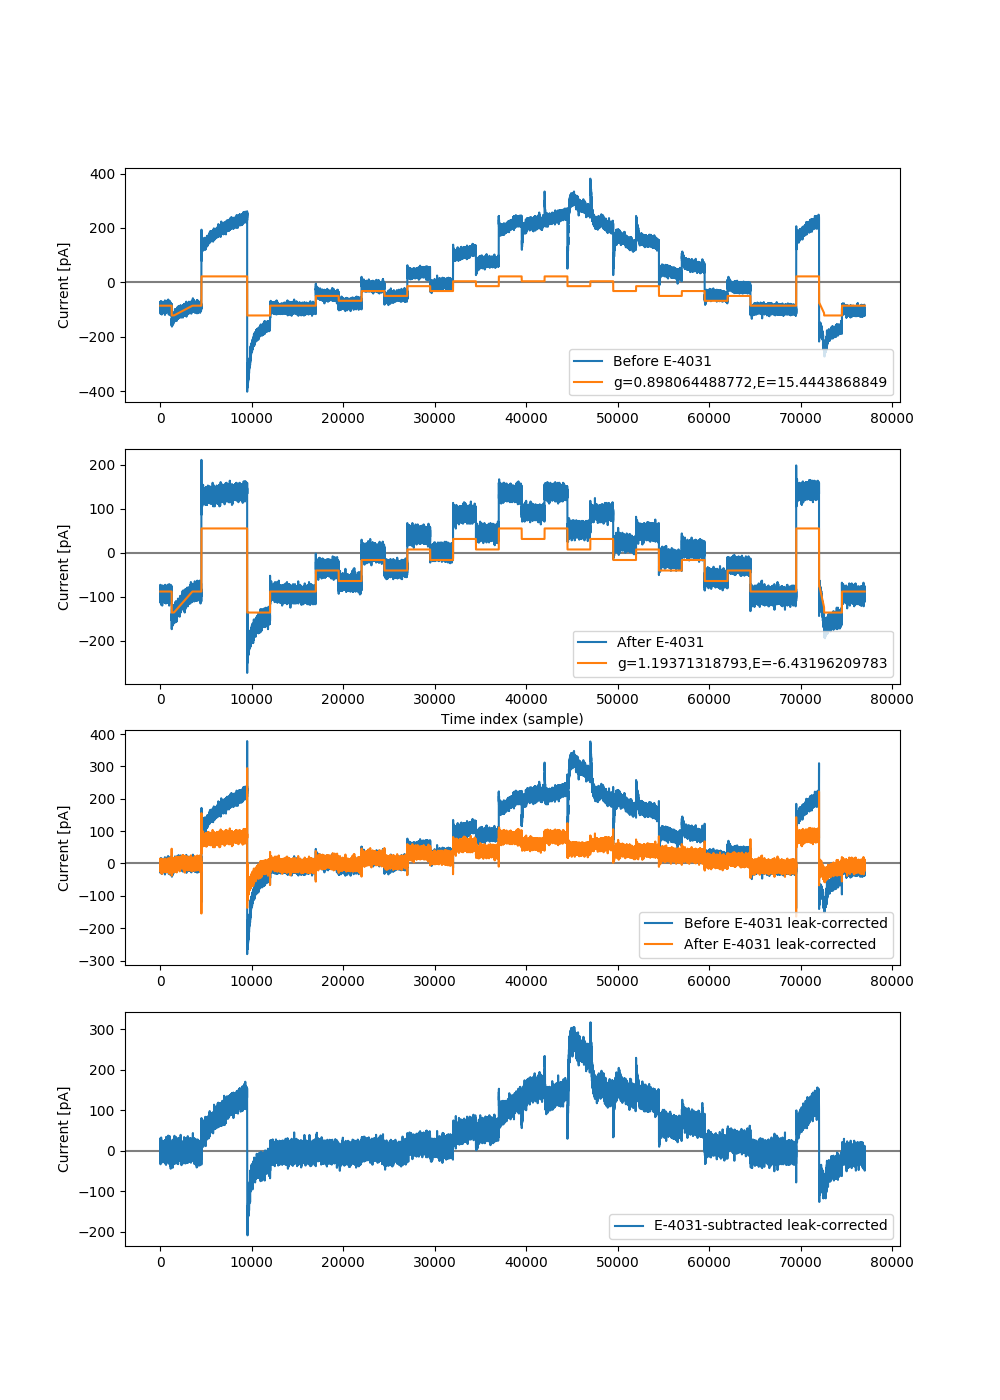 400
200
0
−200
−400
Current [pA]
Before E-4031
g=0.898064488772,E=15.4443868849
0 10000 20000 30000 40000 50000 60000 70000 80000
200
100
0
−100
−200
Current [pA]
After E-4031
g=1.19371318793,E=-6.43196209783
0 10000 20000 30000 40000 50000 60000 70000 80000
Time index (sample)
400
300
200
100
0
−100
−200
−300
Current [pA]
Before E-4031 leak-corrected
After E-4031 leak-corrected
0 10000 20000 30000 40000 50000 60000 70000 80000
300
200
100
0
−100
−200
Current [pA]
E-4031-subtracted leak-corrected
0 10000 20000 30000 40000 50000 60000 70000 80000